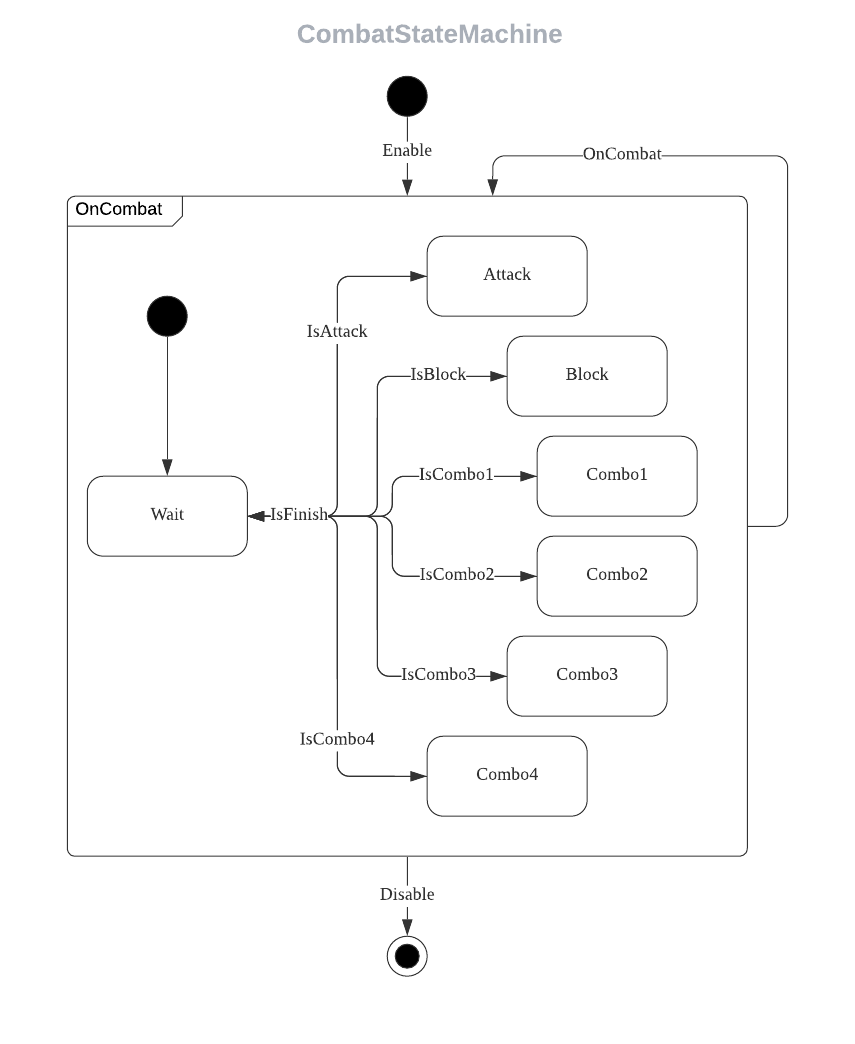 CombatStateMachine
Enable
OnCombat
OnCombat
Attack
IsAttack
IsBlock
Block
IsCombo1
Combo1
Wait
IsFinish
IsCombo2
Combo2
IsCombo3
Combo3
IsCombo4
Combo4
Disable